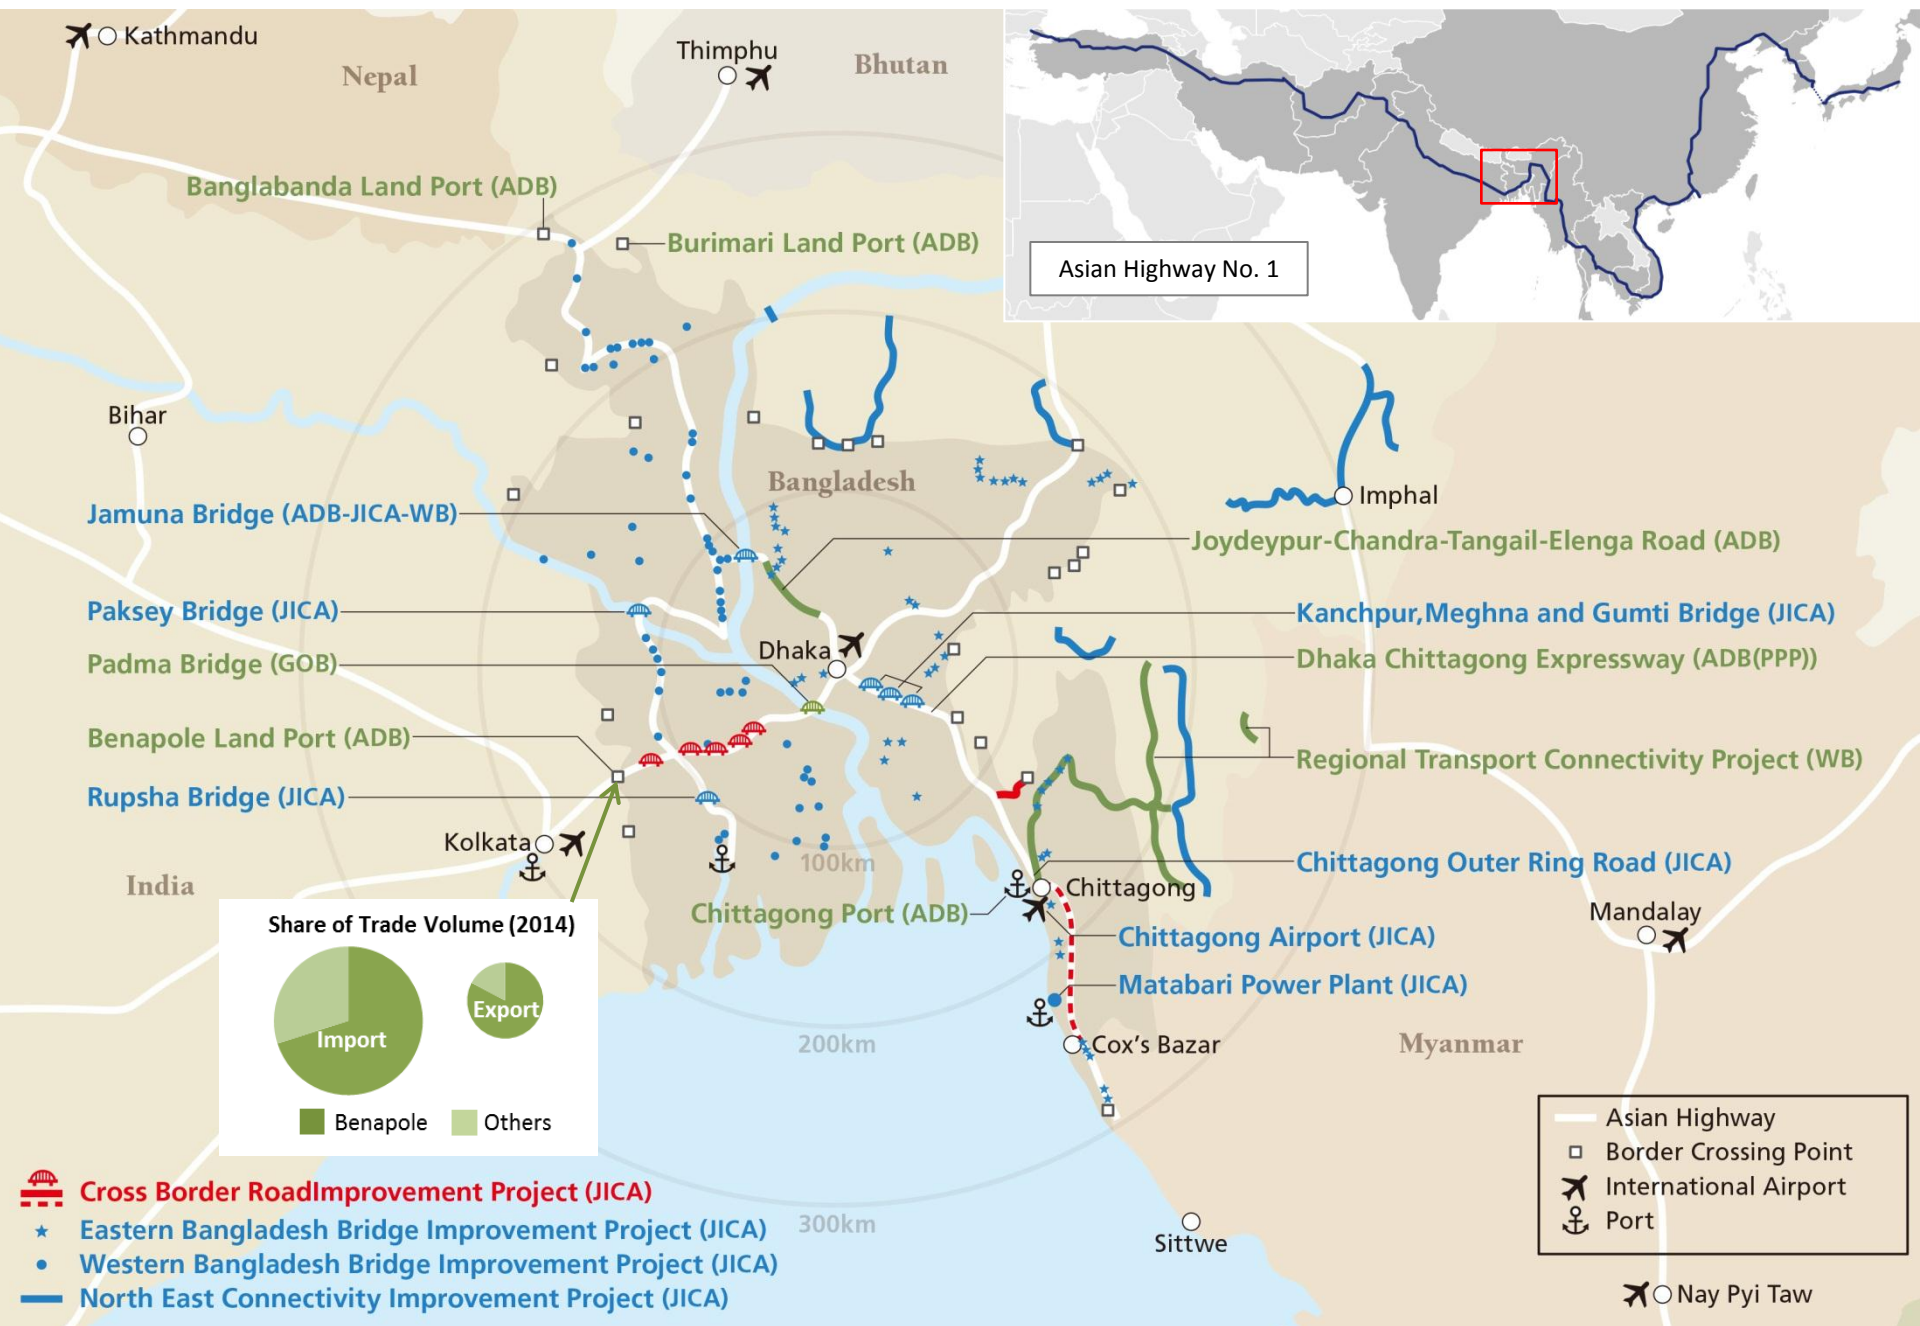 Kathmandu
Nepal
Thimphu
Bhutan
Asian Highway No. 1
Banglabanda Land Port (ADB)
Burimari Land Port (ADB)
Bihar
Bangladesh
Imphal
Jamuna Bridge (ADB-JICA-WB)
Joydeypur-Chandra-Tangail-Elenga Road (ADB)
Paksey Bridge (JICA)
Kanchpur,Meghna and Gumti Bridge (JICA)
Dhaka
Padma Bridge (GOB)
Dhaka Chittagong Expressway (ADB(PPP))
Benapole Land Port (ADB)
Regional Transport Connectivity Project (WB)
Rupsha Bridge (JICA)
Kolkata
100km
Chittagong Outer Ring Road (JICA)
India
Chittagong
Chittagong Port (ADB)
Mandalay
Chittagong Airport (JICA)
Matabari Power Plant (JICA)
Share of Trade Volume (2014)
Import
Export
Benapole
Others
200km
Cox's Bazar
Myanmar
Asian Highway
Border Crossing Point
International Airport
Port
Cross Border RoadImprovement Project (JICA)
Eastern Bangladesh Bridge Improvement Project (JICA)
Western Bangladesh Bridge Improvement Project (JICA)
North East Connectivity Improvement Project (JICA)
300km
Sittwe
Nay Pyi Taw